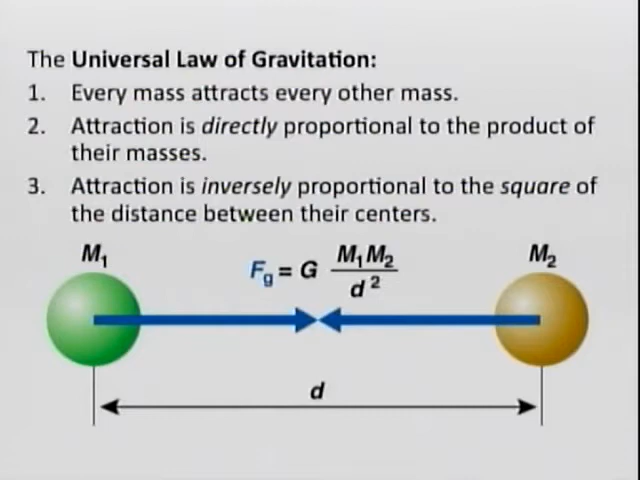 The Universal Law of Gravitation:
1. Every mass attracts every other mass.
2. Attraction is directly proportional to the product of
their masses.
3. Attraction is inversely proportional to the square of
the distance between their centers.
M₁
F_g = G M₁M₂ / d²
M₂
d